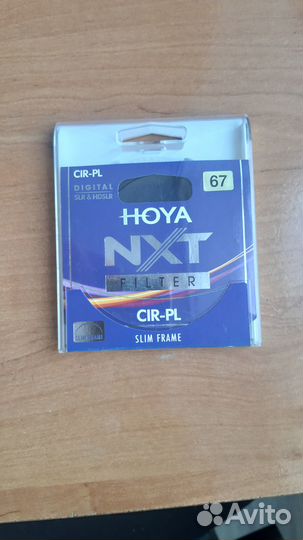 CIR-PL
DIGITAL
SLR & HDSLR
67
HOYA
NXT
FILTER
CIR-PL
SLIM FRAME
Avito